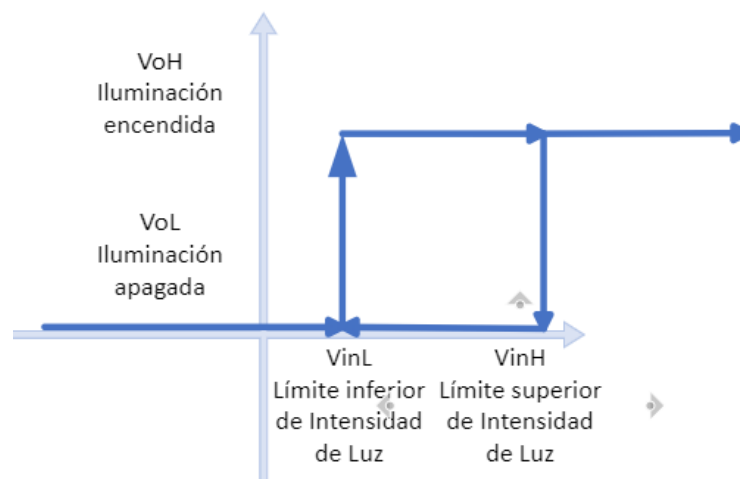 VoH
Iluminación
encendida
VoL
Iluminación
apagada
VinL
Límite inferior
de Intensidad
de Luz
VinH
Límite superior
de Intensidad
de Luz